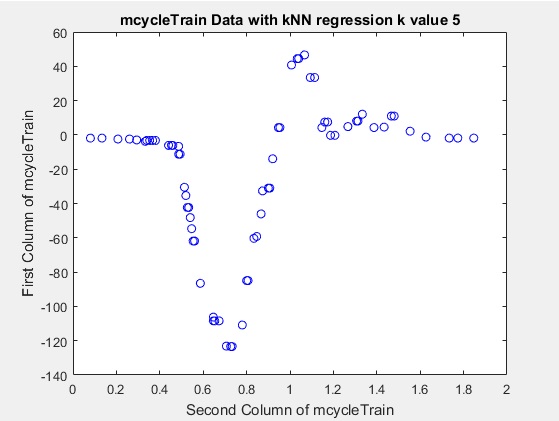 mcycleTrain Data with kNN regression k value 5
60
40
20
0
-20
-40
-60
-80
-100
-120
-140
First Column of mcycleTrain
0 0.2 0.4 0.6 0.8 1 1.2 1.4 1.6 1.8 2
Second Column of mcycleTrain